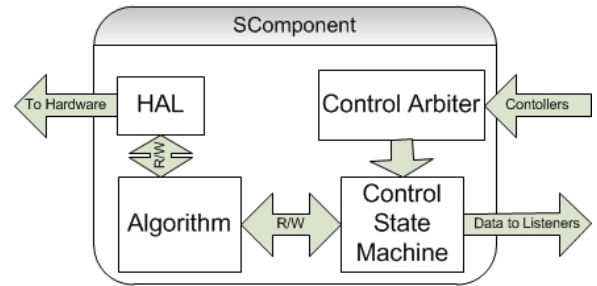 SComponent
To Hardware
HAL
Control Arbiter
Contollers
R/W
Algorithm
R/W
Control
State
Machine
Data to Listeners